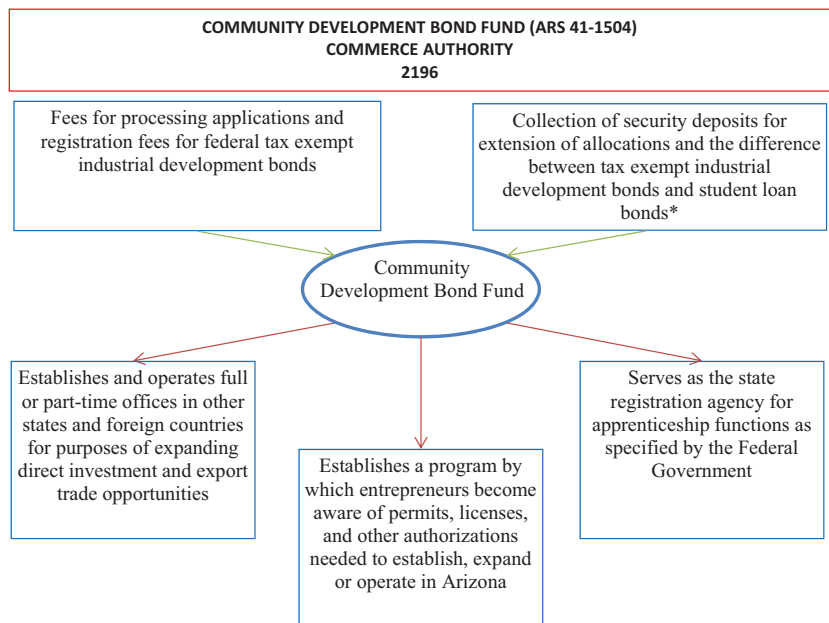 COMMUNITY DEVELOPMENT BOND FUND (ARS 41-1504)
COMMERCE AUTHORITY
2196
Fees for processing applications and
registration fees for federal tax exempt
industrial development bonds
Collection of security deposits for
extension of allocations and the difference
between tax exempt industrial
development bonds and student loan
bonds*
Community
Development Bond Fund
Establishes and operates full
or part-time offices in other
states and foreign countries
for purposes of expanding
direct investment and export
trade opportunities
Establishes a program by
which entrepreneurs become
aware of permits, licenses,
and other authorizations
needed to establish, expand
or operate in Arizona
Serves as the state
registration agency for
apprenticeship functions as
specified by the Federal
Government